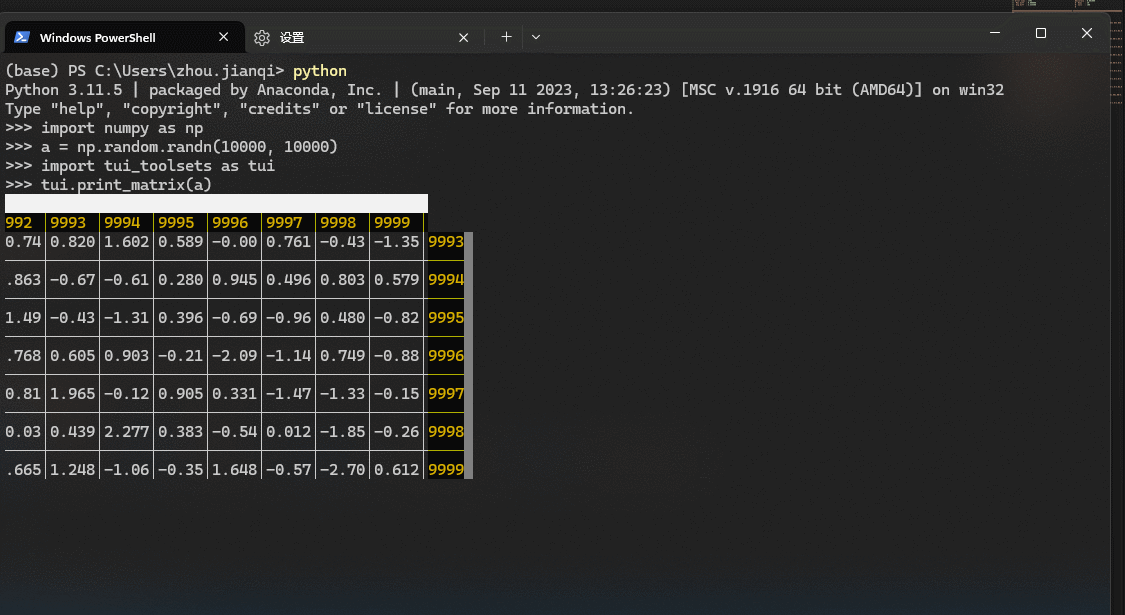 Windows PowerShell
设置
(base) PS C:\Users\zhou.jianqi> python
Python 3.11.5 | packaged by Anaconda, Inc. | (main, Sep 11 2023, 13:26:23) [MSC v.1916 64 bit (AMD64)] on win32
Type "help", "copyright", "credits" or "license" for more information.
>>> import numpy as np
>>> a = np.random.randn(10000, 10000)
>>> import tui_toolsets as tui
>>> tui.print_matrix(a)
992 9993 9994 9995 9996 9997 9998 9999
0.74 0.820 1.602 0.589 -0.00 0.761 -0.43 -1.35 9993
.863 -0.67 -0.61 0.280 0.945 0.496 0.803 0.579 9994
1.49 -0.43 -1.31 0.396 -0.69 -0.96 0.480 -0.82 9995
.768 0.605 0.903 -0.21 -2.09 -1.14 0.749 -0.88 9996
0.81 1.965 -0.12 0.905 0.331 -1.47 -1.33 -0.15 9997
0.03 0.439 2.277 0.383 -0.54 0.012 -1.85 -0.26 9998
.665 1.248 -1.06 -0.35 1.648 -0.57 -2.70 0.612 9999